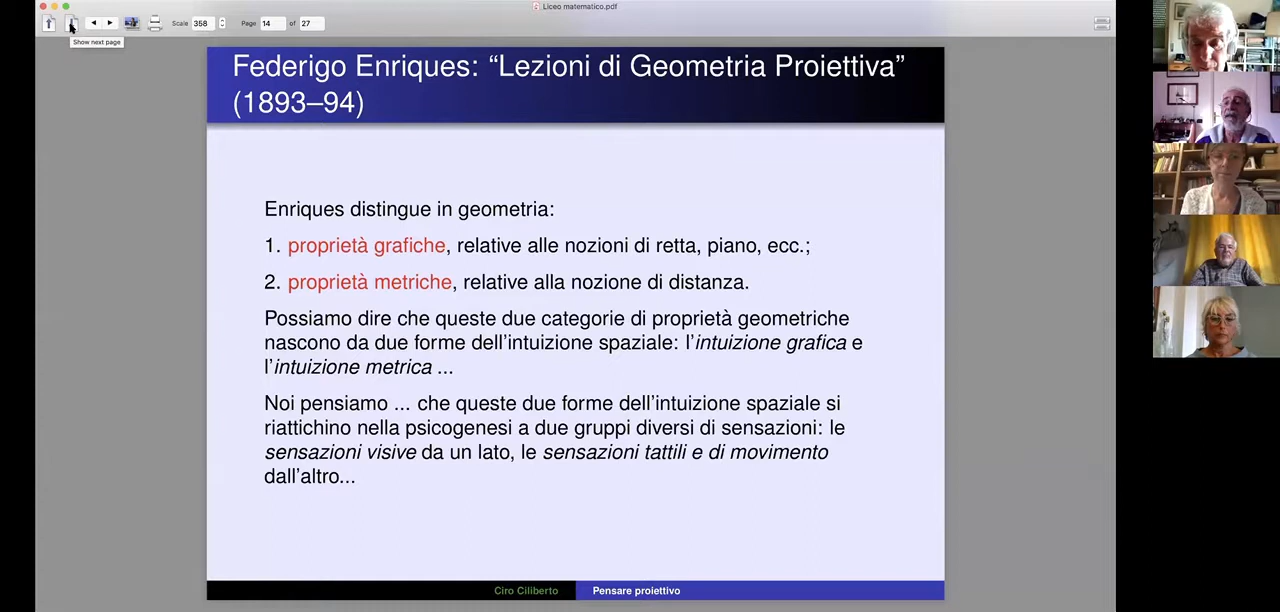 Liceo matematico.pdf
Scale 358 Page 14 of 27
Show next page
Federigo Enriques: “Lezioni di Geometria Proiettiva”
(1893–94)
Enriques distingue in geometria:
1. proprietà grafiche, relative alle nozioni di retta, piano, ecc.;
2. proprietà metriche, relative alla nozione di distanza.
Possiamo dire che queste due categorie di proprietà geometriche
nascono da due forme dell’intuizione spaziale: l’intuizione grafica e
l’intuizione metrica ...
Noi pensiamo ... che queste due forme dell’intuizione spaziale si
riattichino nella psicogenesi a due gruppi diversi di sensazioni: le
sensazioni visive da un lato, le sensazioni tattili e di movimento
dall’altro...
Ciro Ciliberto Pensare proiettivo